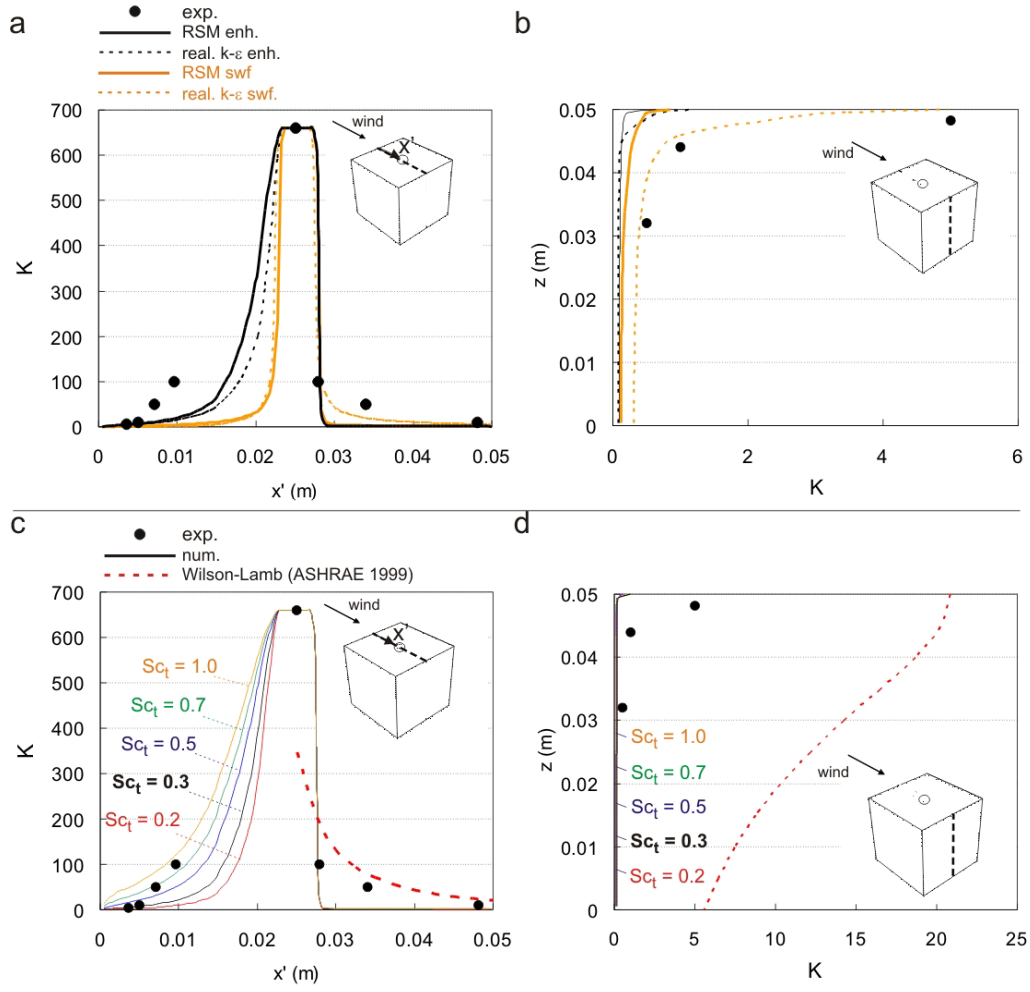 a
exp.
RSM enh.
real. k-ε enh.
RSM swf
real. k-ε swf.
700
600
500
400
300
200
100
0
K
0
0.01
0.02
0.03
0.04
0.05
x' (m)
wind
X'
b
0.05
0.04
0.03
0.02
0.01
0
z (m)
0
2
4
6
K
wind
c
exp.
num.
Wilson-Lamb (ASHRAE 1999)
700
600
500
400
300
200
100
0
K
Sct = 1.0
Sct = 0.7
Sct = 0.5
Sct = 0.3
Sct = 0.2
0
0.01
0.02
0.03
0.04
0.05
x' (m)
wind
X'
d
0.05
0.04
0.03
0.02
0.01
0
z (m)
Sct = 1.0
Sct = 0.7
Sct = 0.5
Sct = 0.3
Sct = 0.2
0
5
10
15
20
25
K
wind